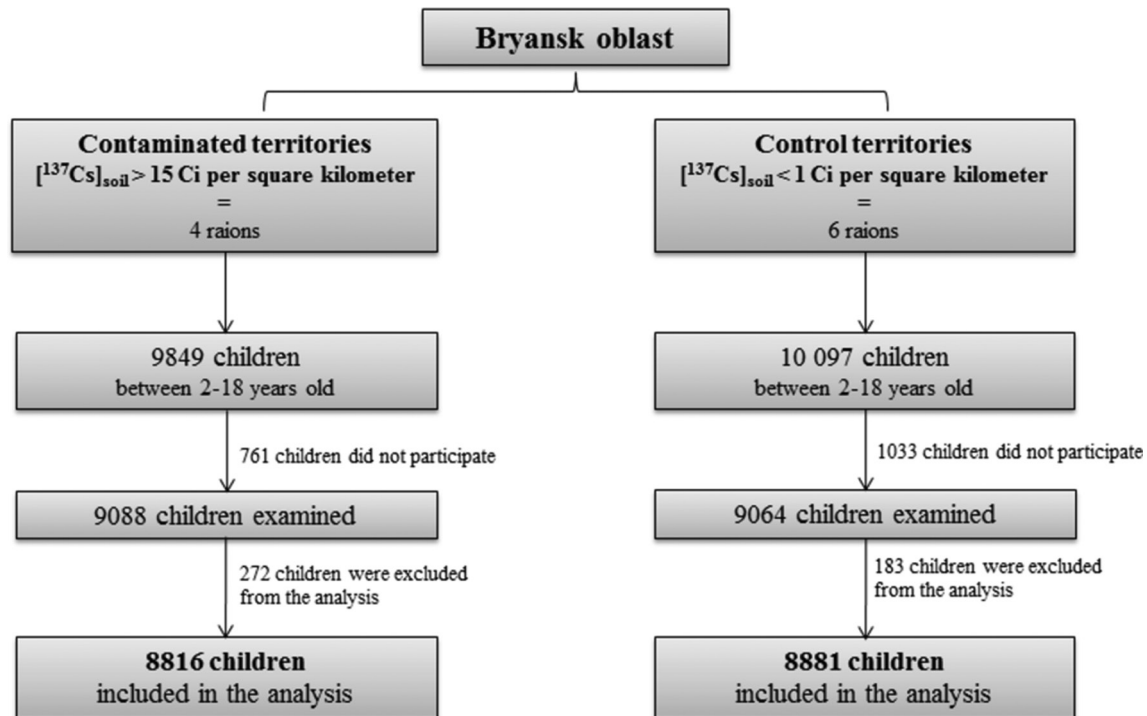 Bryansk oblast
Contaminated territories
[¹³⁷Cs]soil > 15 Ci per square kilometer
=
4 raions
9849 children
between 2-18 years old
761 children did not participate
9088 children examined
272 children were excluded
from the analysis
8816 children
included in the analysis
Control territories
[¹³⁷Cs]soil < 1 Ci per square kilometer
=
6 raions
10 097 children
between 2-18 years old
1033 children did not participate
9064 children examined
183 children were excluded
from the analysis
8881 children
included in the analysis